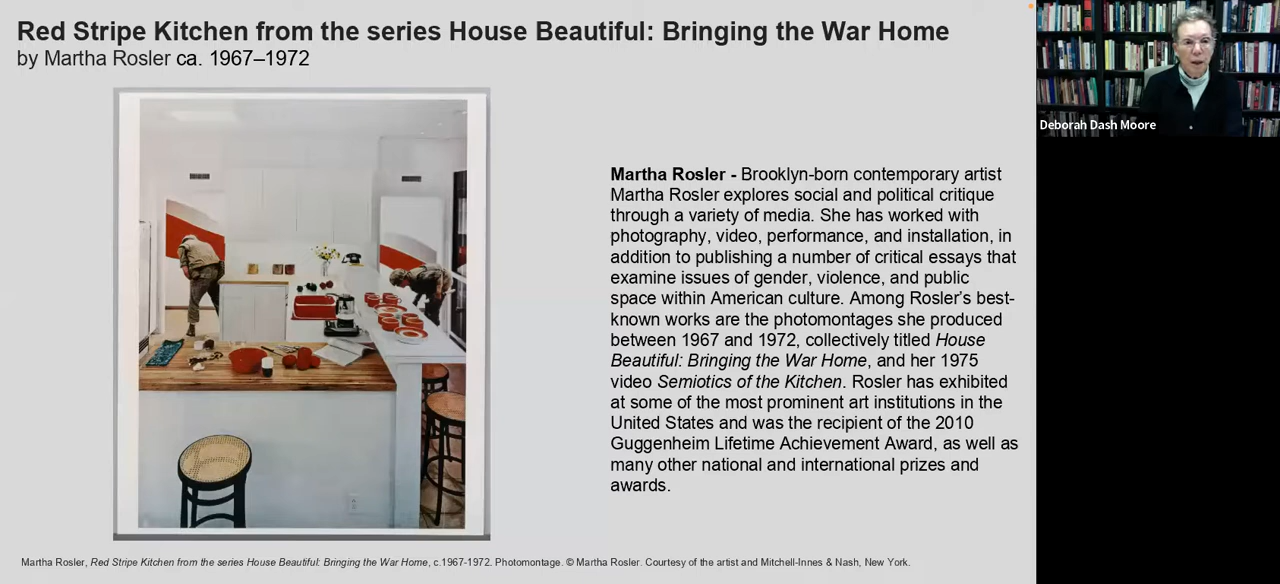 Red Stripe Kitchen from the series House Beautiful: Bringing the War Home
by Martha Rosler ca. 1967–1972
Deborah Dash Moore
Martha Rosler - Brooklyn-born contemporary artist
Martha Rosler explores social and political critique
through a variety of media. She has worked with
photography, video, performance, and installation, in
addition to publishing a number of critical essays that
examine issues of gender, violence, and public
space within American culture. Among Rosler’s best-
known works are the photomontages she produced
between 1967 and 1972, collectively titled House
Beautiful: Bringing the War Home, and her 1975
video Semiotics of the Kitchen. Rosler has exhibited
at some of the most prominent art institutions in the
United States and was the recipient of the 2010
Guggenheim Lifetime Achievement Award, as well as
many other national and international prizes and
awards.
Martha Rosler, Red Stripe Kitchen from the series House Beautiful: Bringing the War Home, c.1967-1972. Photomontage. © Martha Rosler. Courtesy of the artist and Mitchell-Innes & Nash, New York.